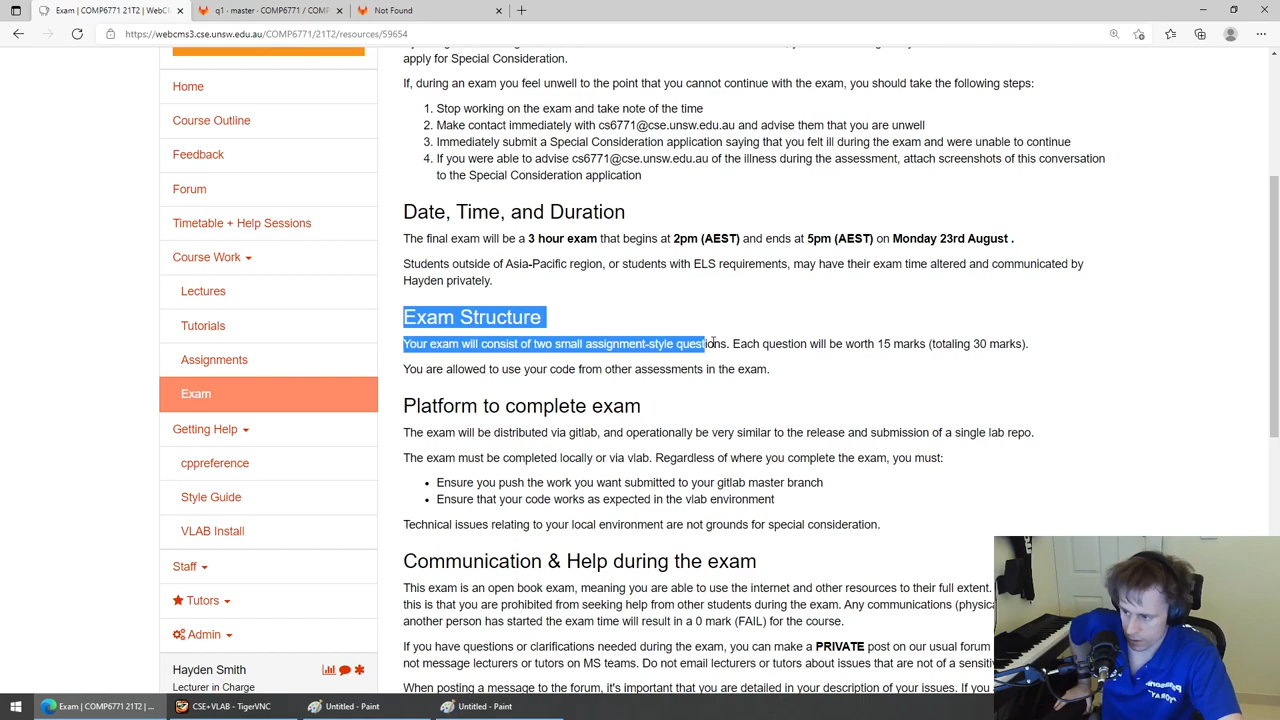 Exam | COMP6771 21T2 | WebCl
q1 · master · COMP6771 / COMP
Not Found
https://webcms3.cse.unsw.edu.au/COMP6771/21T2/resources/59654
apply for Special Consideration.
If, during an exam you feel unwell to the point that you cannot continue with the exam, you should take the following steps:
1. Stop working on the exam and take note of the time
2. Make contact immediately with cs6771@cse.unsw.edu.au and advise them that you are unwell
3. Immediately submit a Special Consideration application saying that you felt ill during the exam and were unable to continue
4. If you were able to advise cs6771@cse.unsw.edu.au of the illness during the assessment, attach screenshots of this conversation
to the Special Consideration application
Date, Time, and Duration
The final exam will be a 3 hour exam that begins at 2pm (AEST) and ends at 5pm (AEST) on Monday 23rd August .
Students outside of Asia-Pacific region, or students with ELS requirements, may have their exam time altered and communicated by
Hayden privately.
Exam Structure
Your exam will consist of two small assignment-style questions. Each question will be worth 15 marks (totaling 30 marks).
You are allowed to use your code from other assessments in the exam.
Platform to complete exam
The exam will be distributed via gitlab, and operationally be very similar to the release and submission of a single lab repo.
The exam must be completed locally or via vlab. Regardless of where you complete the exam, you must:
• Ensure you push the work you want submitted to your gitlab master branch
• Ensure that your code works as expected in the vlab environment
Technical issues relating to your local environment are not grounds for special consideration.
Communication & Help during the exam
This exam is an open book exam, meaning you are able to use the internet and other resources to their full extent.
this is that you are prohibited from seeking help from other students during the exam. Any communications (physica
another person has started the exam time will result in a 0 mark (FAIL) for the course.
If you have questions or clarifications needed during the exam, you can make a PRIVATE post on our usual forum
not message lecturers or tutors on MS teams. Do not email lecturers or tutors about issues that are not of a sensiti
When posting a message to the forum, it's important that you are detailed in your description of your issues. If you
Home
Course Outline
Feedback
Forum
Timetable + Help Sessions
Course Work
Lectures
Tutorials
Assignments
Exam
Getting Help
cppreference
Style Guide
VLAB Install
Staff
Tutors
Admin
Hayden Smith
Lecturer in Charge
Exam | COMP6771 21T2 | ...
CSE+VLAB - TigerVNC
Untitled - Paint
Untitled - Paint